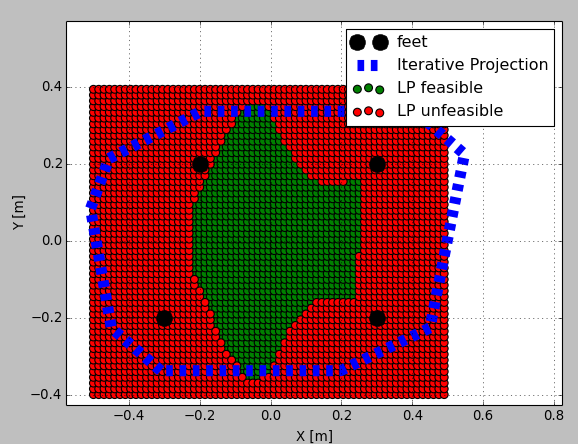 feet
Iterative Projection
LP feasible
LP unfeasible
0.4
0.2
0.0
−0.2
−0.4
Y [m]
−0.4 −0.2 0.0 0.2 0.4 0.6 0.8
X [m]